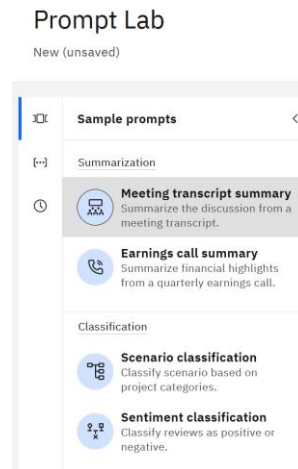 Prompt Lab
New (unsaved)
Sample prompts
Summarization
Meeting transcript summary
Summarize the discussion from a
meeting transcript.
Earnings call summary
Summarize financial highlights
from a quarterly earnings call.
Classification
Scenario classification
Classify scenario based on
project categories.
Sentiment classification
Classify reviews as positive or
negative.